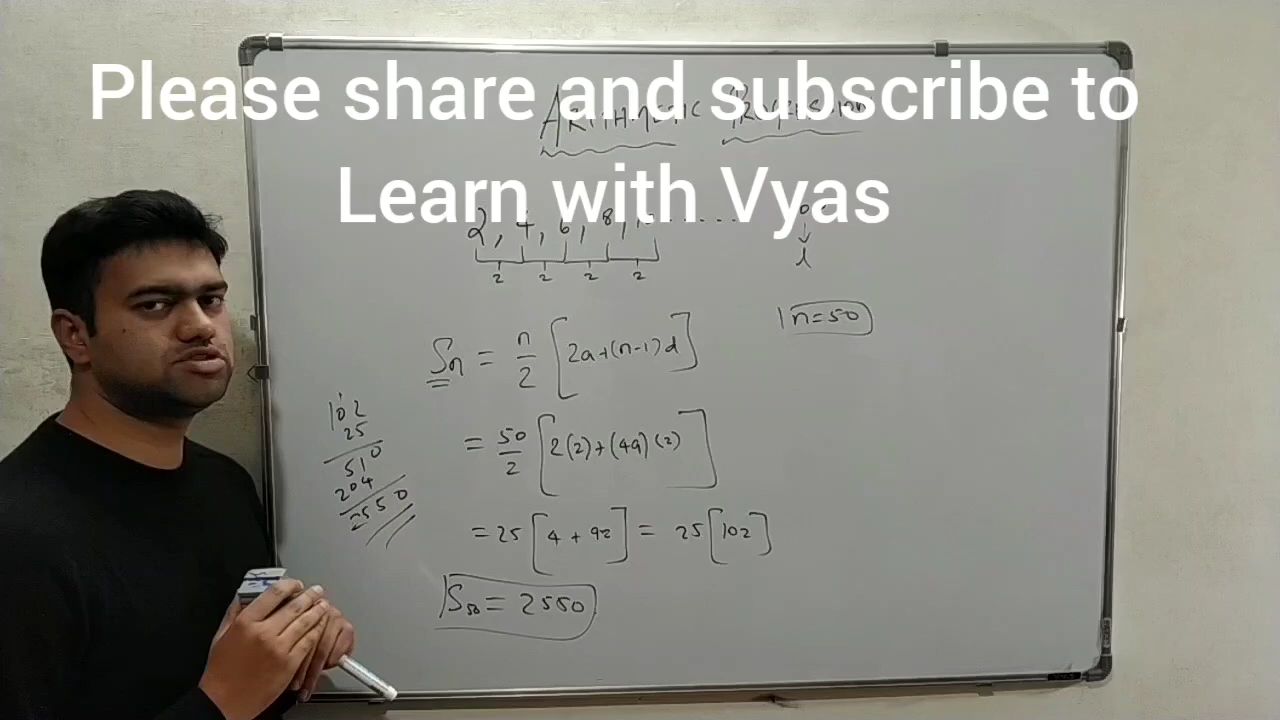 Please share and subscribe to
Learn with Vyas
ARITHMETIC PROGRESSION
2, 4, 6, 8, 10 ......
2 2 2 2
l
n=50
Sn = n/2 [2a+(n-1)d]
= 50/2 [2(2)+(49)(2)]
= 25 [4 + 98] = 25 [102]
S50 = 2550
102
25
510
204
2550